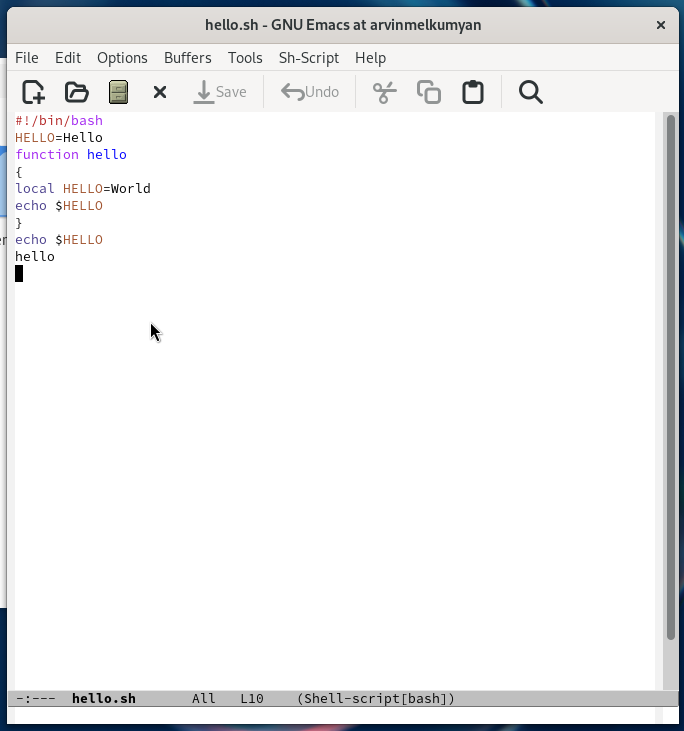 hello.sh - GNU Emacs at arvinmelkumyan
File Edit Options Buffers Tools Sh-Script Help
Save Undo
#!/bin/bash
HELLO=Hello
function hello
{
local HELLO=World
echo $HELLO
}
echo $HELLO
hello
-:--- hello.sh All L10 (Shell-script[bash])